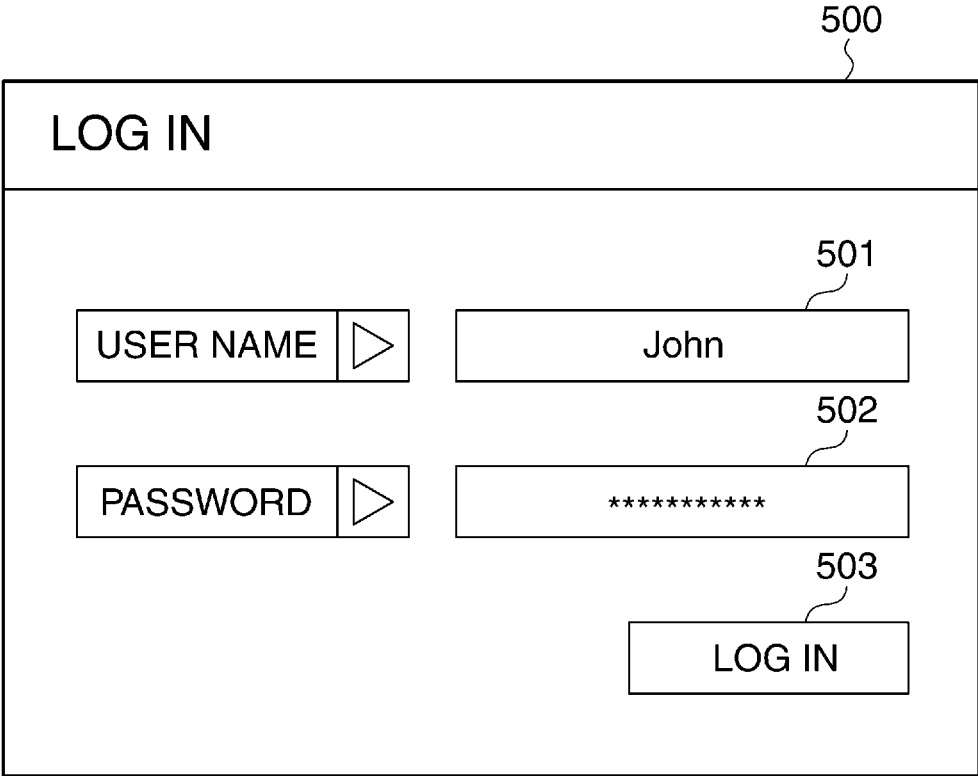 500
LOG IN
501
USER NAME John
502
PASSWORD ***********
503
LOG IN